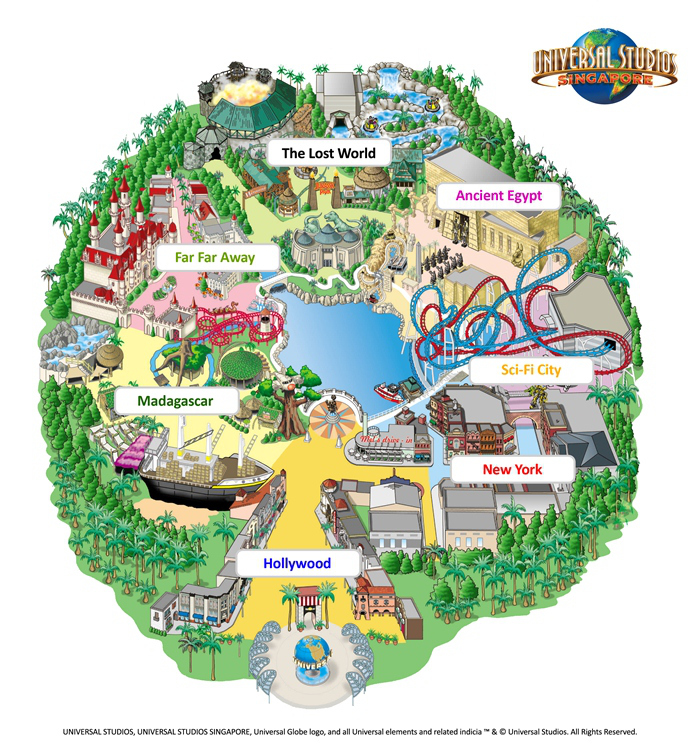 UNIVERSAL STUDIOS
SINGAPORE
The Lost World
Ancient Egypt
Far Far Away
Sci-Fi City
Madagascar
Mel's drive-in
New York
Hollywood
UNIVERSAL STUDIOS, UNIVERSAL STUDIOS SINGAPORE, Universal Globe logo, and all Universal elements and related indicia ™ & © Universal Studios. All Rights Reserved.